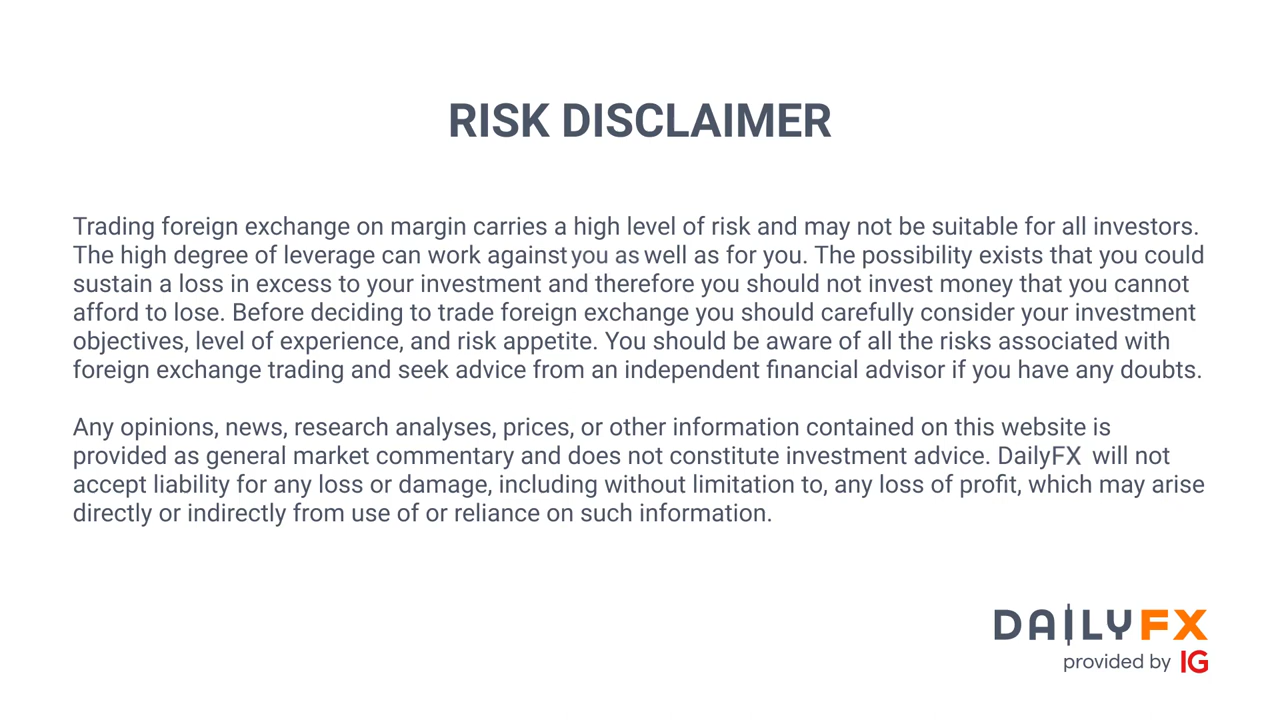 RISK DISCLAIMER
Trading foreign exchange on margin carries a high level of risk and may not be suitable for all investors.
The high degree of leverage can work against you as well as for you. The possibility exists that you could
sustain a loss in excess to your investment and therefore you should not invest money that you cannot
afford to lose. Before deciding to trade foreign exchange you should carefully consider your investment
objectives, level of experience, and risk appetite. You should be aware of all the risks associated with
foreign exchange trading and seek advice from an independent financial advisor if you have any doubts.
Any opinions, news, research analyses, prices, or other information contained on this website is
provided as general market commentary and does not constitute investment advice. DailyFX will not
accept liability for any loss or damage, including without limitation to, any loss of profit, which may arise
directly or indirectly from use of or reliance on such information.
DAILYFX
provided by IG